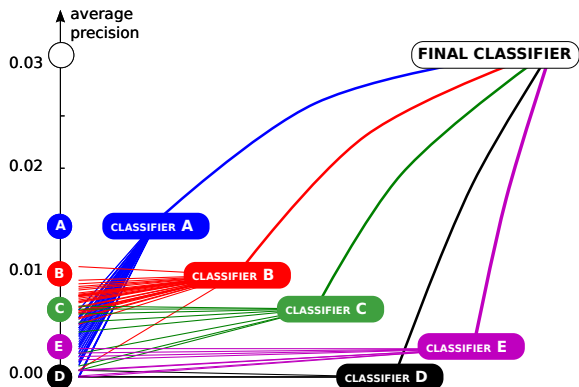 average
precision
0.03
FINAL CLASSIFIER
0.02
A
CLASSIFIER A
B
CLASSIFIER B
0.01
C
CLASSIFIER C
E
CLASSIFIER E
0.00
D
CLASSIFIER D